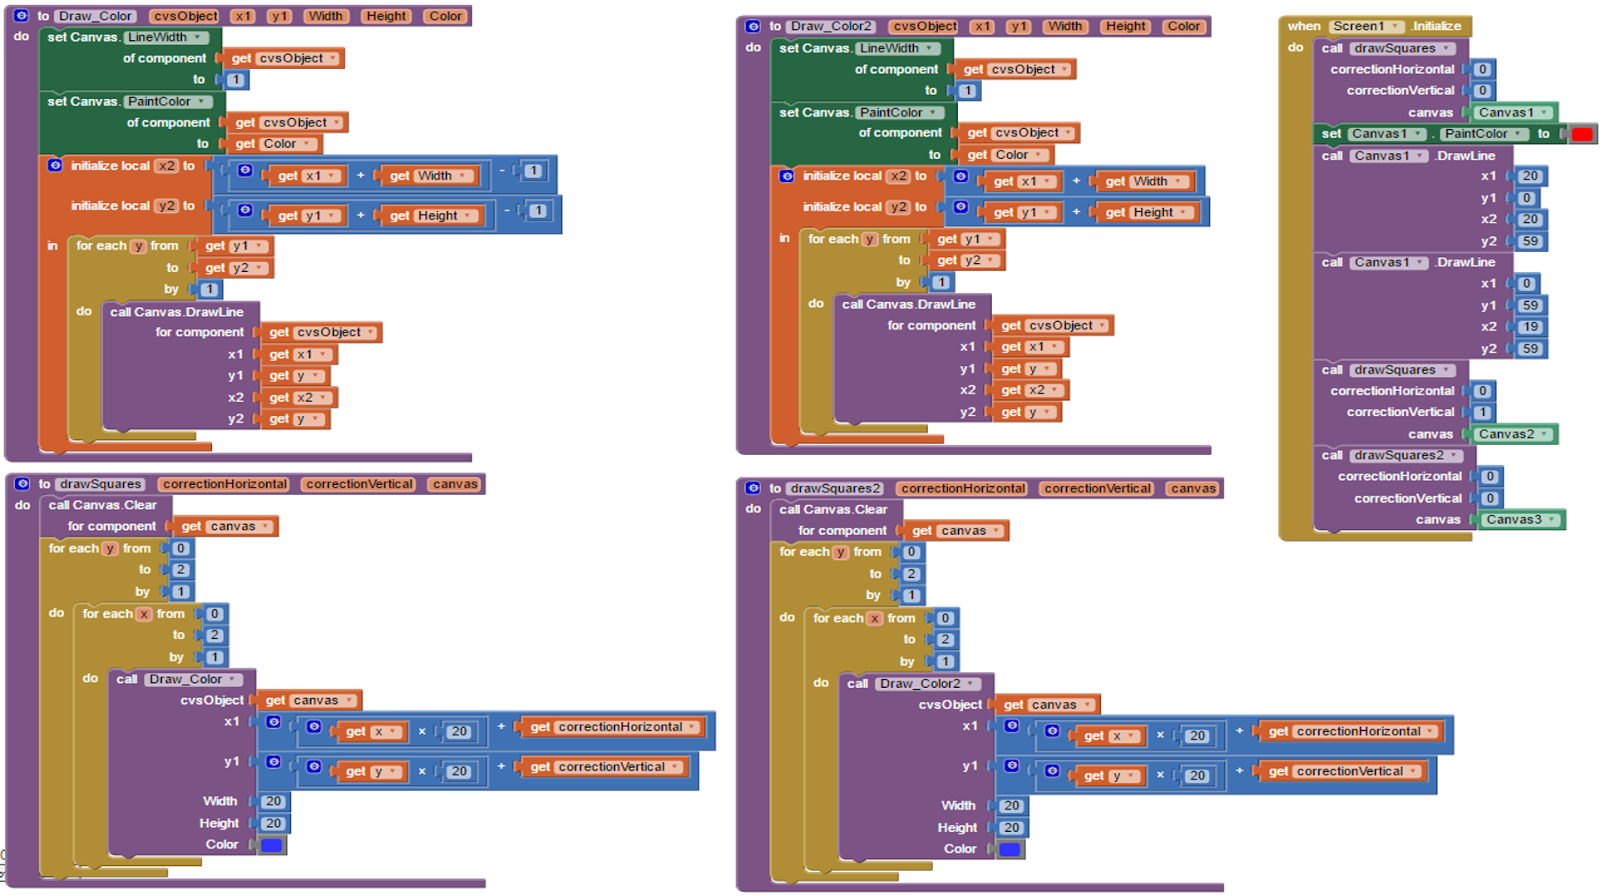 to Draw_Color cvsObject x1 y1 Width Height Color
do set Canvas. LineWidth
of component get cvsObject
to 1
set Canvas. PaintColor
of component get cvsObject
to get Color
initialize local x2 to get x1 + get Width - 1
initialize local y2 to get y1 + get Height - 1
in for each y from get y1
to get y2
by 1
do call Canvas.DrawLine
for component get cvsObject
x1 get x1
y1 get y
x2 get x2
y2 get y
to drawSquares correctionHorizontal correctionVertical canvas
do call Canvas.Clear
for component get canvas
for each y from 0
to 2
by 1
do for each x from 0
to 2
by 1
do call Draw_Color
cvsObject get canvas
x1 get x × 20 + get correctionHorizontal
y1 get y × 20 + get correctionVertical
Width 20
Height 20
Color
to Draw_Color2 cvsObject x1 y1 Width Height Color
do set Canvas. LineWidth
of component get cvsObject
to 1
set Canvas. PaintColor
of component get cvsObject
to get Color
initialize local x2 to get x1 + get Width
initialize local y2 to get y1 + get Height
in for each y from get y1
to get y2
by 1
do call Canvas.DrawLine
for component get cvsObject
x1 get x1
y1 get y
x2 get x2
y2 get y
to drawSquares2 correctionHorizontal correctionVertical canvas
do call Canvas.Clear
for component get canvas
for each y from 0
to 2
by 1
do for each x from 0
to 2
by 1
do call Draw_Color2
cvsObject get canvas
x1 get x × 20 + get correctionHorizontal
y1 get y × 20 + get correctionVertical
Width 20
Height 20
Color
when Screen1 .Initialize
do call drawSquares
correctionHorizontal 0
correctionVertical 0
canvas Canvas1
set Canvas1 . PaintColor to
call Canvas1 .DrawLine
x1 20
y1 0
x2 20
y2 59
call Canvas1 .DrawLine
x1 0
y1 59
x2 19
y2 59
call drawSquares
correctionHorizontal 0
correctionVertical 1
canvas Canvas2
call drawSquares2
correctionHorizontal 0
correctionVertical 0
canvas Canvas3